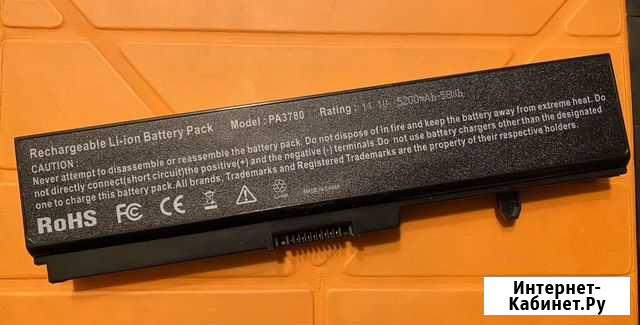 Rechargeable Li-ion Battery Pack Model : PA3780 Rating : 14.1V 5200mAh-58Wh
CAUTION :
Never attempt to disassemble or reassemble the battery pack. Do not dispose of in fire and keep the battery away from extreme heat. Do
not directly connect(short circuit)the positive(+) and the negative (-) terminals.Do not use battery chargers other than the designated
one to charge this battery pack.All brands, Trademarks and Registered Trademarks are the property of their respective holders.
RoHS FC CE Li-ion MADE IN CHINA
Интернет-
Кабинет.Ру